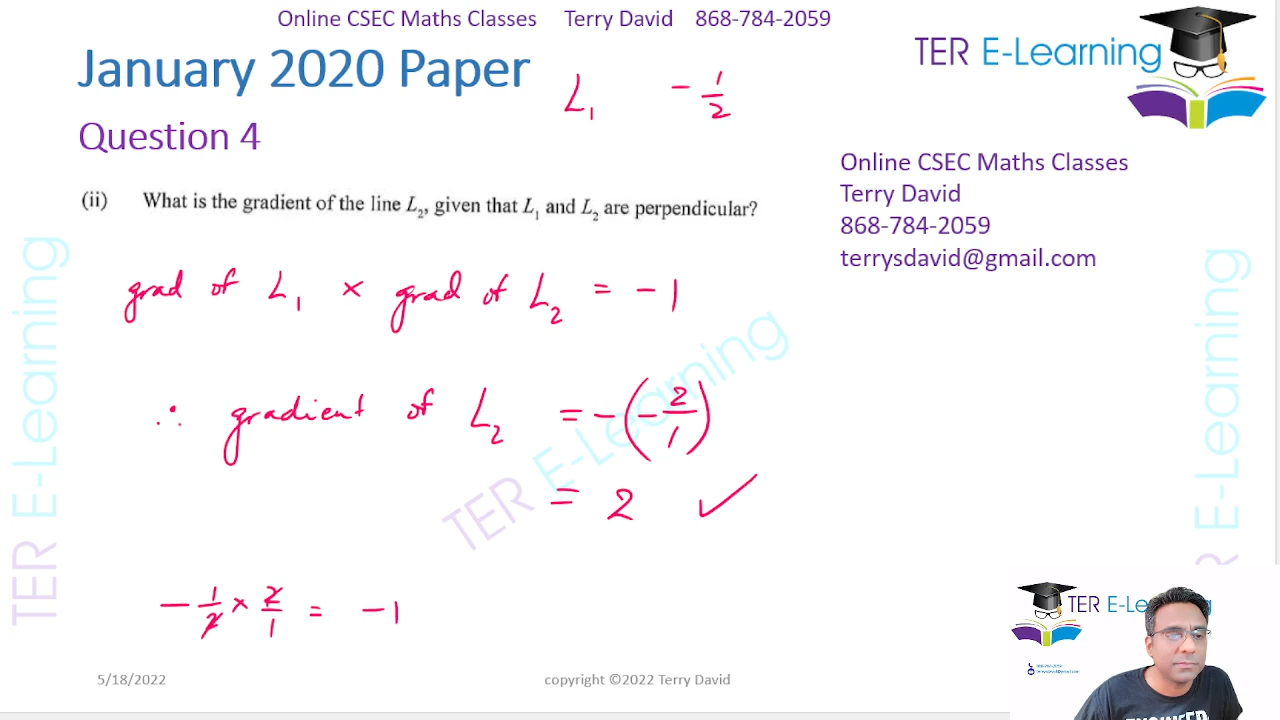 Online CSEC Maths Classes Terry David 868-784-2059
TER E-Learning
January 2020 Paper
L₁ -1/2
Question 4
Online CSEC Maths Classes
Terry David
868-784-2059
terrysdavid@gmail.com
(ii) What is the gradient of the line L₂, given that L₁ and L₂ are perpendicular?
grad of L₁ × grad of L₂ = -1
∴ gradient of L₂ = -(-2/1)
= 2 ✓
-1/2 × 2/1 = -1
TER E-Learning
TER E-Learning
TER E-Learning
TER E-Le
5/18/2022
copyright ©2022 Terry David